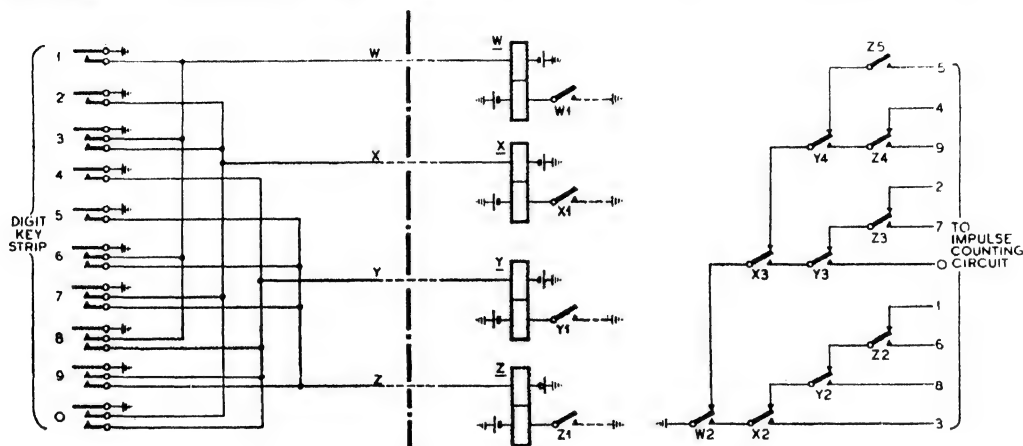 DIGIT
KEY
STRIP
1
2
3
4
5
6
7
8
9
0
W
X
Y
Z
W
W1
X
X1
Y
Y1
Z
Z1
Z5
5
4
Y4
Z4
9
2
Z3
7
X3
Y3
0
1
Z2
6
Y2
8
W2
X2
3
TO
IMPULSE
COUNTING
CIRCUIT